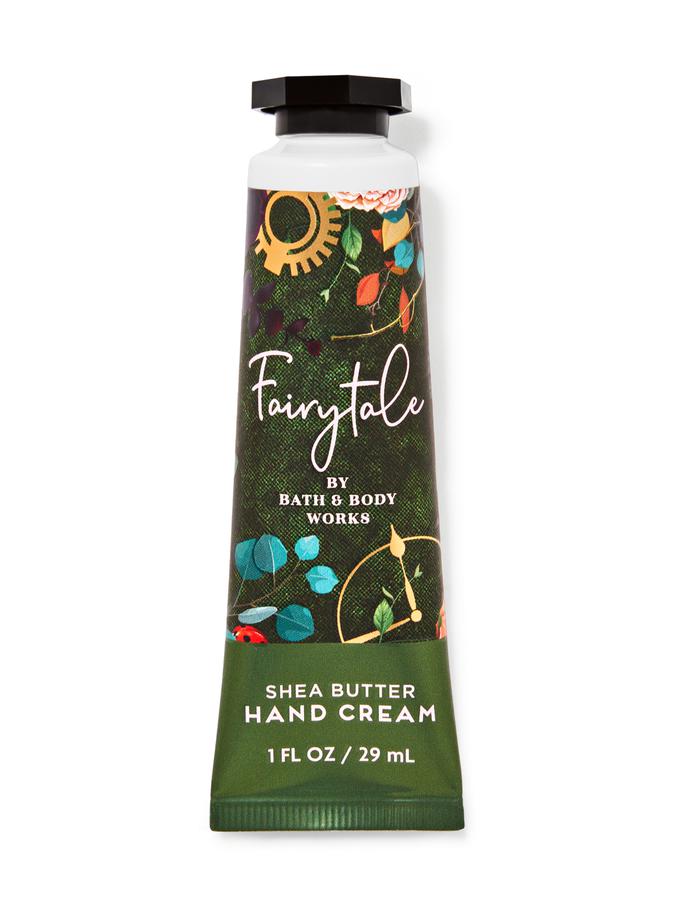 Fairytale
BY
BATH & BODY
WORKS
SHEA BUTTER
HAND CREAM
1 FL OZ / 29 mL